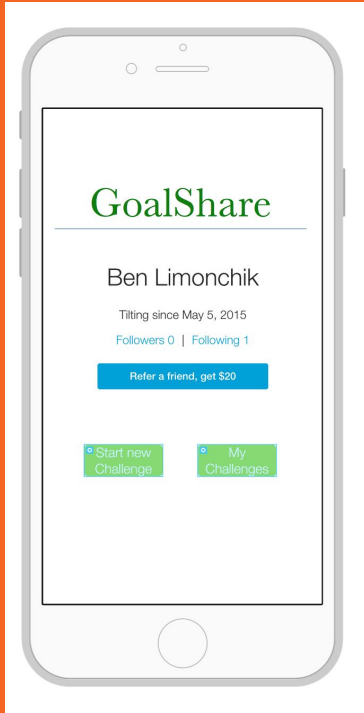 GoalShare
Ben Limonchik
Tilting since May 5, 2015
Followers 0 | Following 1
Refer a friend, get $20
Start new
Challenge
My
Challenges